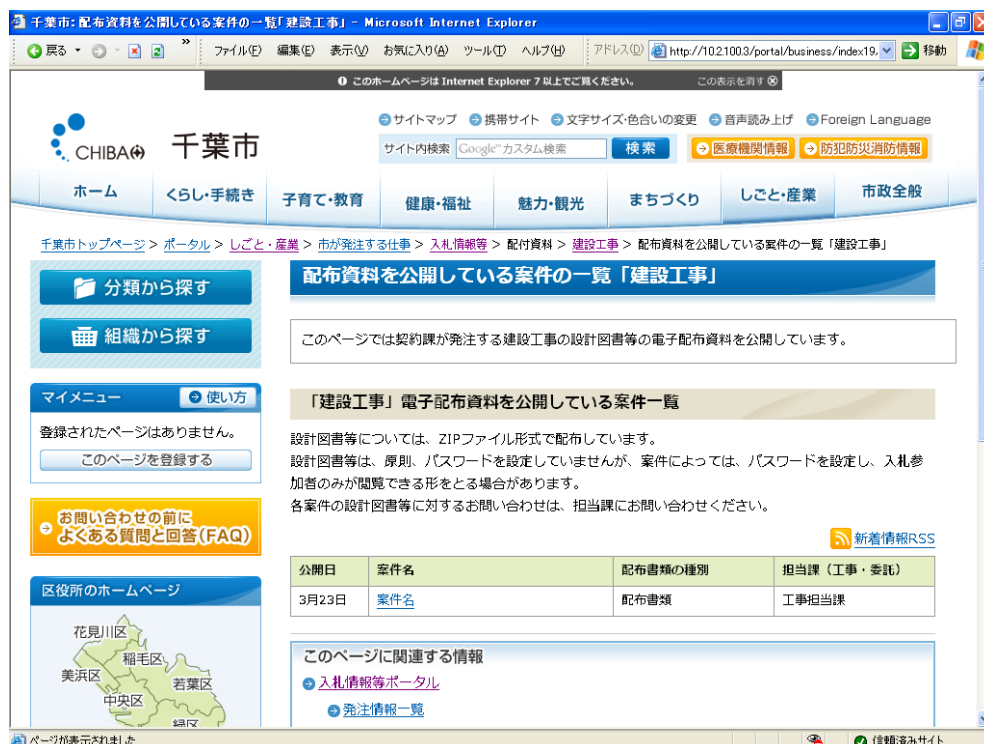 千葉市: 配布資料を公開している案件の一覧「建設工事」 - Microsoft Internet Explorer
戻る » ファイル(F) 編集(E) 表示(V) お気に入り(A) ツール(T) ヘルプ(H) アドレス(D) http://102.100.3/portal/business/index19. 移動
このホームページは Internet Explorer 7 以上でご覧ください。 この表示を消す
サイトマップ 携帯サイト 文字サイズ・色合いの変更 音声読み上げ Foreign Language
CHIBA 千葉市
サイト内検索 Google™ カスタム検索 検索 医療機関情報 防犯防災消防情報
ホーム くらし・手続き 子育て・教育 健康・福祉 魅力・観光 まちづくり しごと・産業 市政全般
千葉市トップページ > ポータル > しごと・産業 > 市が発注する仕事 > 入札情報等 > 配付資料 > 建設工事 > 配布資料を公開している案件の一覧「建設工事」
分類から探す
組織から探す
マイメニュー 使い方
登録されたページはありません。
このページを登録する
お問い合わせの前に
よくある質問と回答(FAQ)
区役所のホームページ
花見川区
稲毛区
美浜区
若葉区
中央区
緑区
配布資料を公開している案件の一覧「建設工事」
このページでは契約課が発注する建設工事の設計図書等の電子配布資料を公開しています。
「建設工事」電子配布資料を公開している案件一覧
設計図書等については、ZIPファイル形式で配布しています。
設計図書等は、原則、パスワードを設定していませんが、案件によっては、パスワードを設定し、入札参
加者のみが閲覧できる形をとる場合があります。
各案件の設計図書等に対するお問い合わせは、担当課にお問い合わせください。
新着情報RSS
公開日 案件名 配布書類の種別 担当課（工事・委託）
3月23日 案件名 配布書類 工事担当課
このページに関連する情報
入札情報等ポータル
発注情報一覧
ページが表示されました 信頼済みサイト